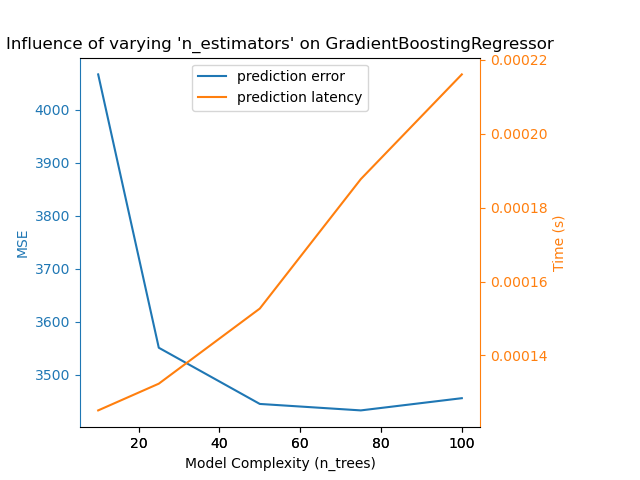 Influence of varying 'n_estimators' on GradientBoostingRegressor
prediction error
prediction latency
4000
3900
3800
3700
3600
3500
MSE
0.00022
0.00020
0.00018
0.00016
0.00014
Time (s)
20 40 60 80 100
Model Complexity (n_trees)